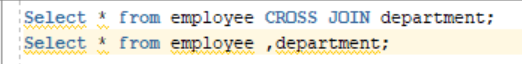 Select * from employee CROSS JOIN department;
Select * from employee ,department;